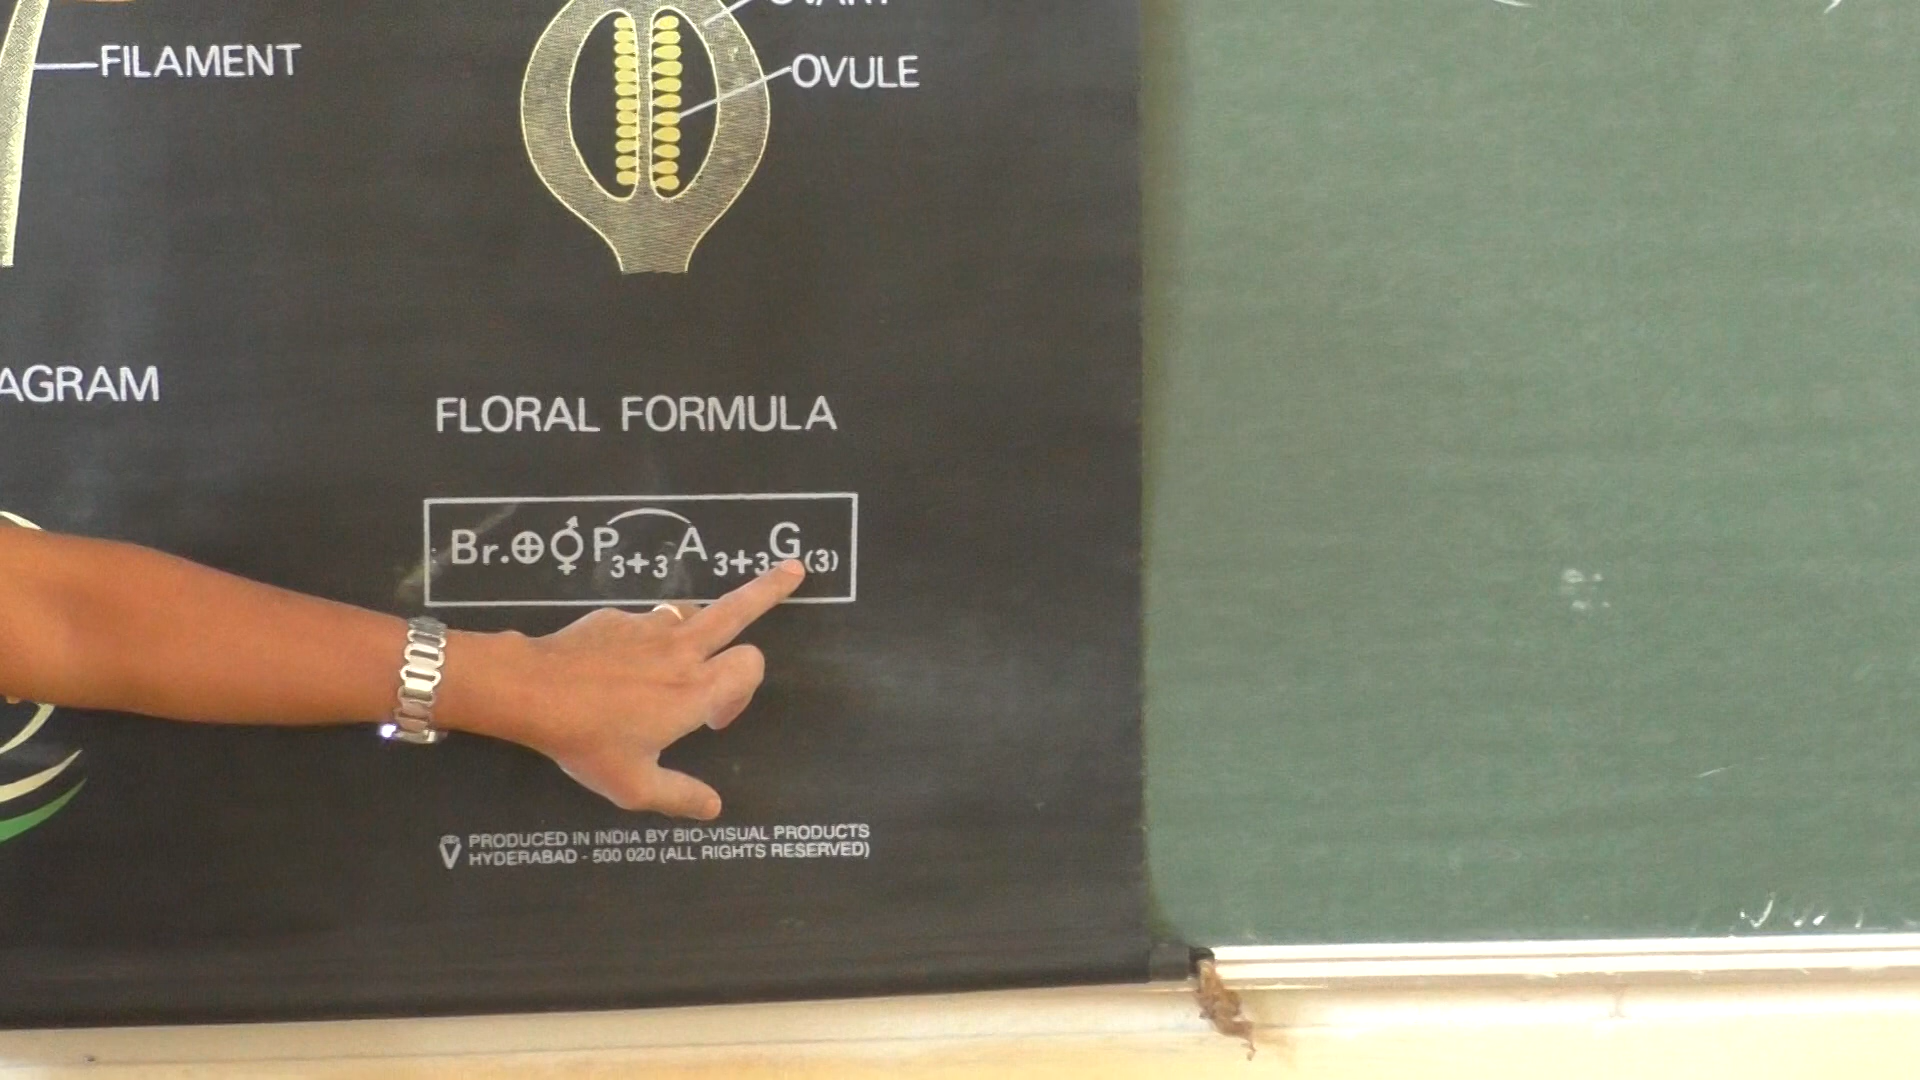 FILAMENT
OVARY
OVULE
AGRAM
FLORAL FORMULA
Br.⊕⚥P3+3 A3+3 G(3)
PRODUCED IN INDIA BY BIO-VISUAL PRODUCTS
HYDERABAD - 500 020 (ALL RIGHTS RESERVED)